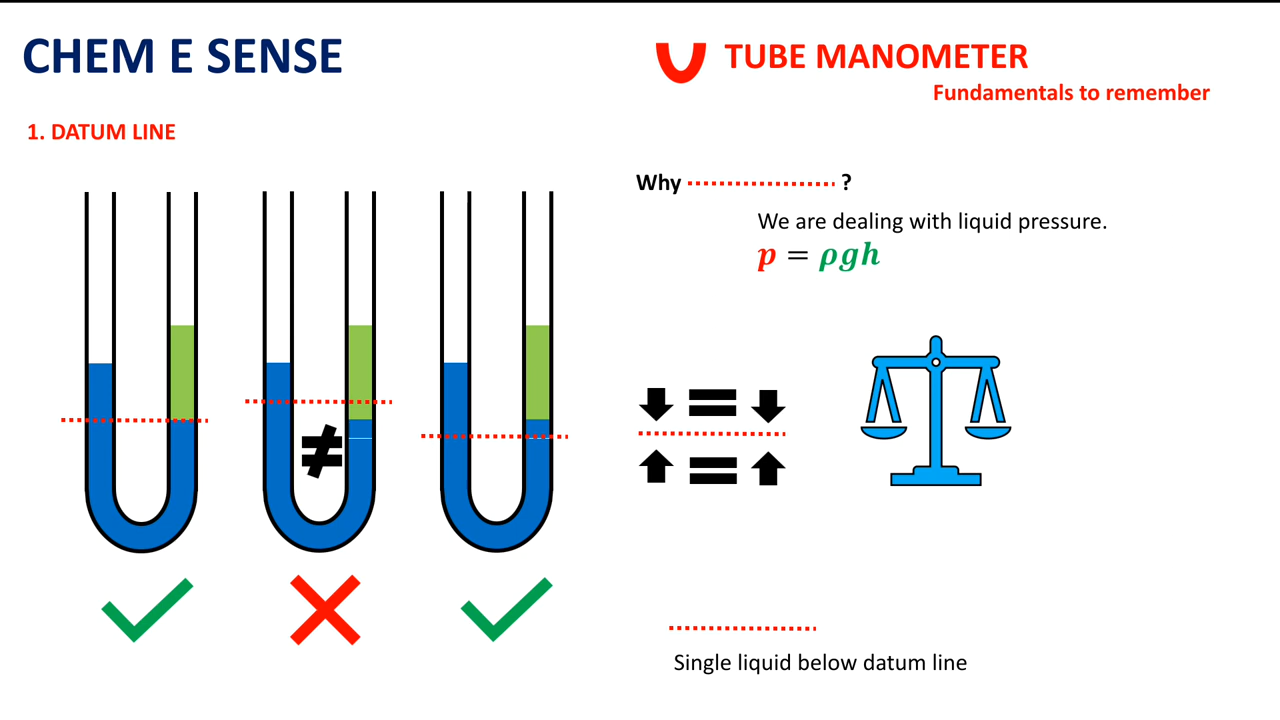 CHEM E SENSE
TUBE MANOMETER
Fundamentals to remember
1. DATUM LINE
Why ?
We are dealing with liquid pressure.
p = ρgh
Single liquid below datum line